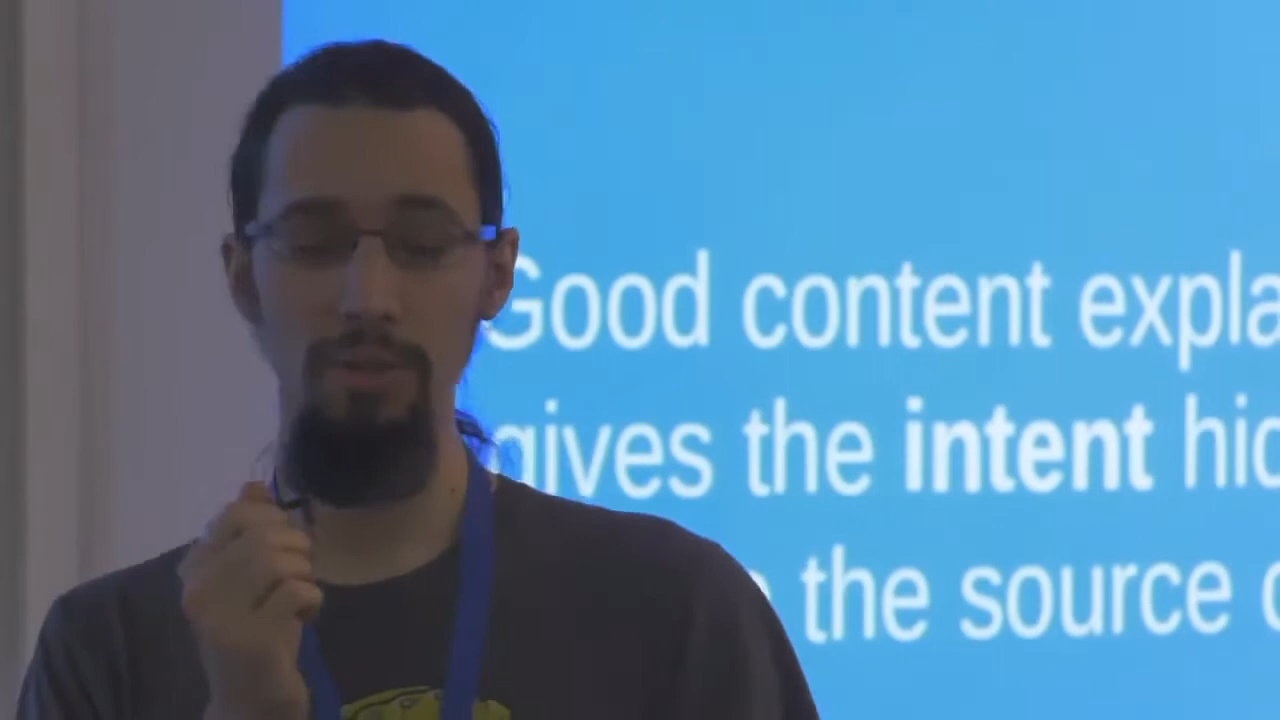 Good content expla
gives the intent hid
the source